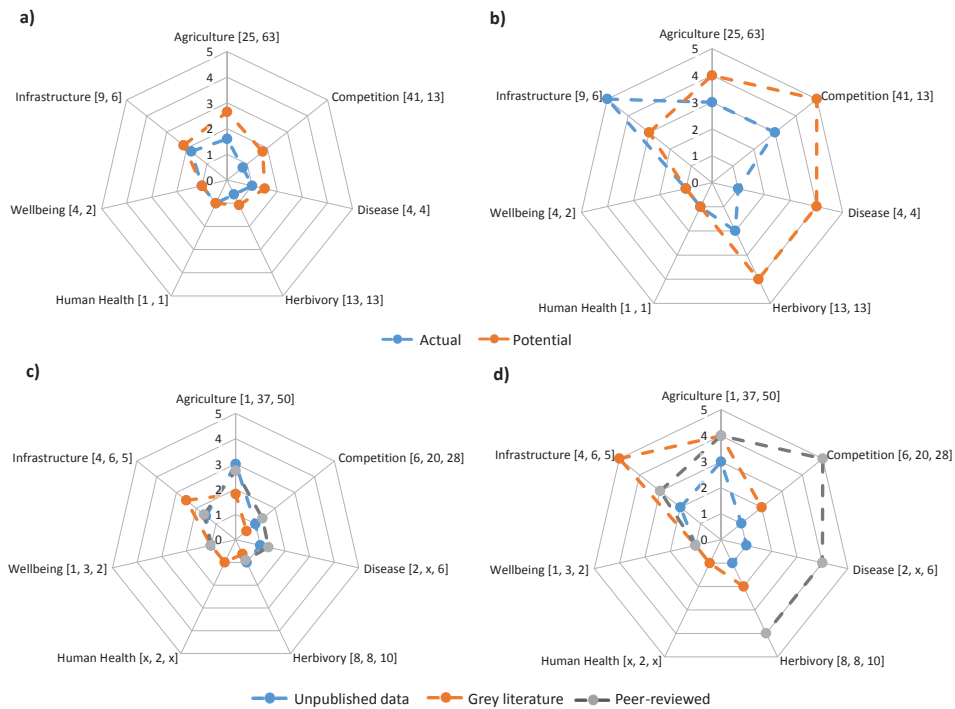 a)
Agriculture [25, 63]
5
4
3
2
1
0
Infrastructure [9, 6]
Competition [41, 13]
Wellbeing [4, 2]
Disease [4, 4]
Human Health [1 , 1]
Herbivory [13, 13]
b)
Agriculture [25, 63]
5
4
3
2
1
0
Infrastructure [9, 6]
Competition [41, 13]
Wellbeing [4, 2]
Disease [4, 4]
Human Health [1 , 1]
Herbivory [13, 13]
Actual
Potential
c)
Agriculture [1, 37, 50]
5
4
3
2
1
0
Infrastructure [4, 6, 5]
Competition [6, 20, 28]
Wellbeing [1, 3, 2]
Disease [2, x, 6]
Human Health [x, 2, x]
Herbivory [8, 8, 10]
d)
Agriculture [1, 37, 50]
5
4
3
2
1
0
Infrastructure [4, 6, 5]
Competition [6, 20, 28]
Wellbeing [1, 3, 2]
Disease [2, x, 6]
Human Health [x, 2, x]
Herbivory [8, 8, 10]
Unpublished data
Grey literature
Peer-reviewed